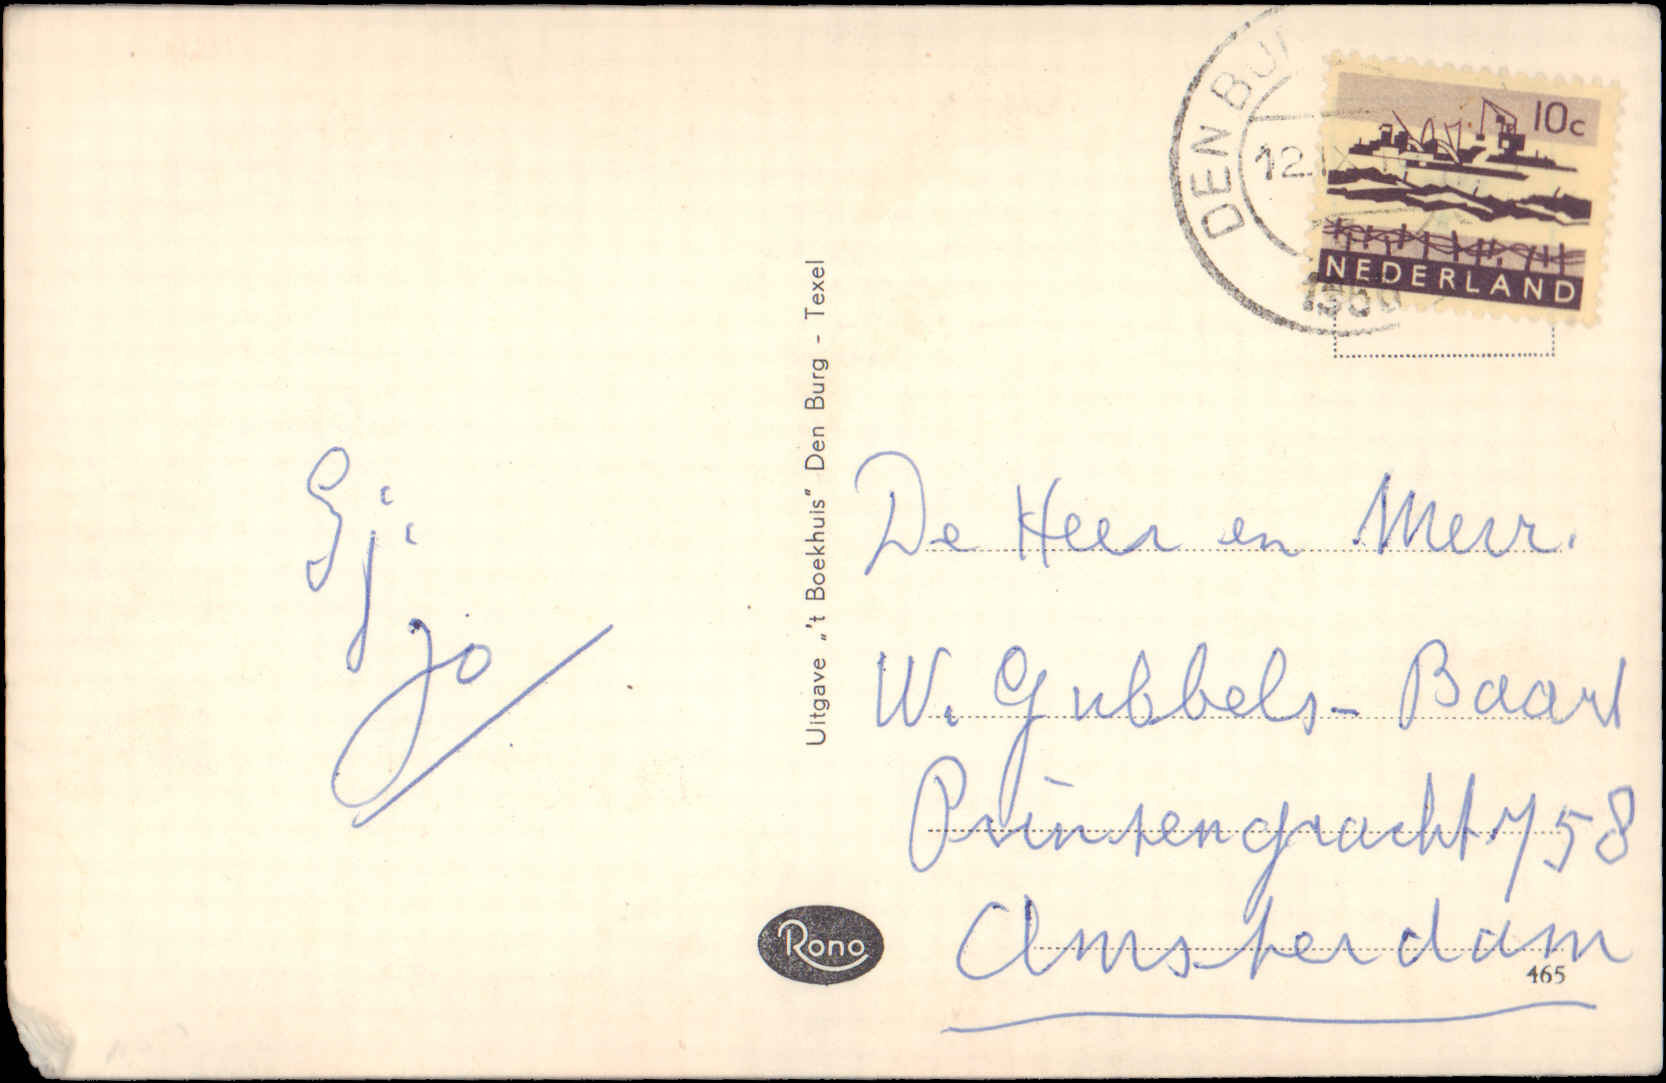 DEN BU
12.IX
10c
NEDERLAND
Uitgave „'t Boekhuis" Den Burg - Texel
De Heer en Mevr.
W. Gubbels-Baart
Prinsengracht 758
Amsterdam
Jo
Rono
465